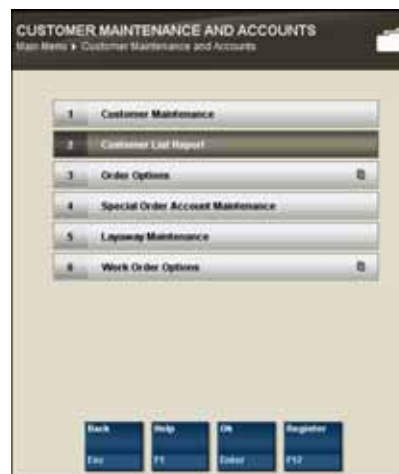 CUSTOMER MAINTENANCE AND ACCOUNTS
Main Menu ▸ Customer Maintenance and Accounts
1 Customer Maintenance
2 Customer List Report
3 Order Options
4 Special Order Account Maintenance
5 Layaway Maintenance
6 Work Order Options
Back Help Ok Register
Esc F1 Enter F12